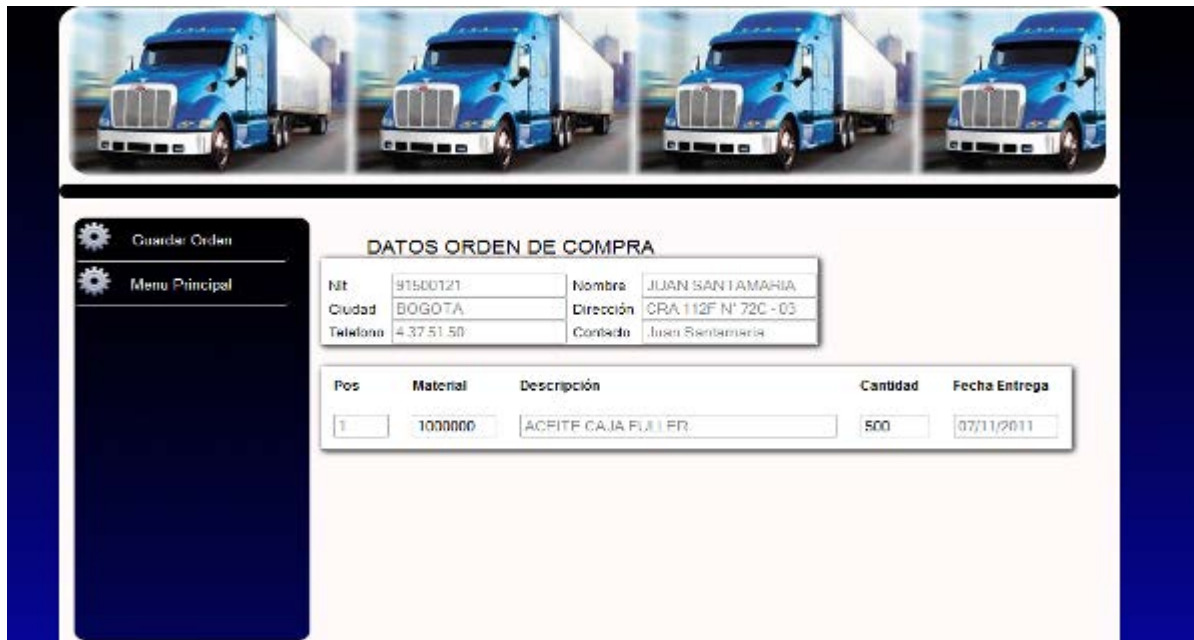 Guardar Orden
Menu Principal
DATOS ORDEN DE COMPRA
Nit 91500121 Nombre JUAN SANTAMARIA
Ciudad BOGOTA Dirección CRA 112F N° 72C - 03
Telefono 4 37 51 50 Contacto Juan Santamaria
Pos Material Descripción Cantidad Fecha Entrega
1 1000000 ACEITE CAJA FULLER 500 07/11/2011